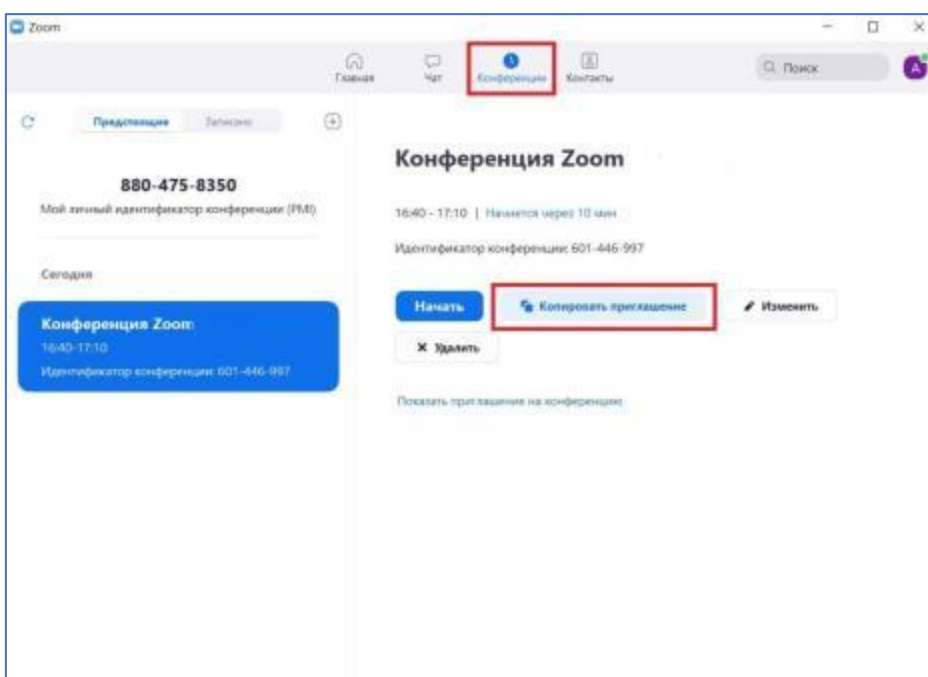 Zoom
Главная
Чат
Конференции
Контакты
Поиск
A
Предстоящие
Записано
880-475-8350
Мой личный идентификатор конференции (PMI)
Сегодня
Конференция Zoom
16:40-17:10
Идентификатор конференции: 601-446-997
Конференция Zoom
16:40 - 17:10 | Начнется через 10 мин
Идентификатор конференции: 601-446-997
Начать
Копировать приглашение
Изменить
Удалить
Показать приглашение на конференцию